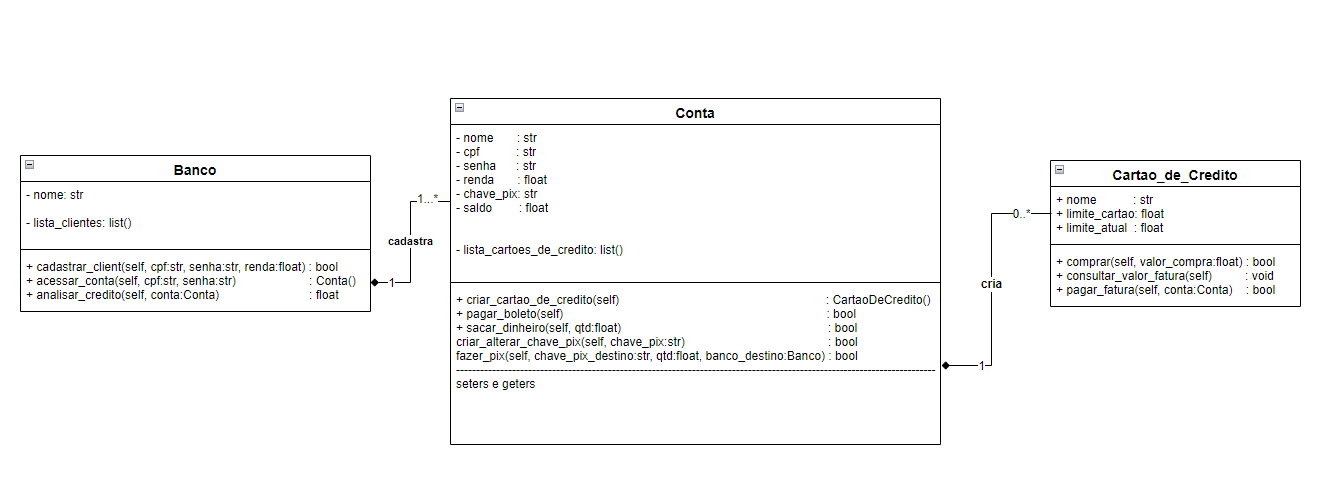 Banco
- nome: str
- lista_clientes: list()
+ cadastrar_client(self, cpf:str, senha:str, renda:float) : bool
+ acessar_conta(self, cpf:str, senha:str) : Conta()
+ analisar_credito(self, conta:Conta) : float
1...*
cadastra
1
Conta
- nome : str
- cpf : str
- senha : str
- renda : float
- chave_pix: str
- saldo : float
- lista_cartoes_de_credito: list()
+ criar_cartao_de_credito(self) : CartaoDeCredito()
+ pagar_boleto(self) : bool
+ sacar_dinheiro(self, qtd:float) : bool
criar_alterar_chave_pix(self, chave_pix:str) : bool
fazer_pix(self, chave_pix_destino:str, qtd:float, banco_destino:Banco) : bool
seters e geters
0..*
cria
1
Cartao_de_Credito
+ nome : str
+ limite_cartao: float
+ limite_atual : float
+ comprar(self, valor_compra:float) : bool
+ consultar_valor_fatura(self) : void
+ pagar_fatura(self, conta:Conta) : bool